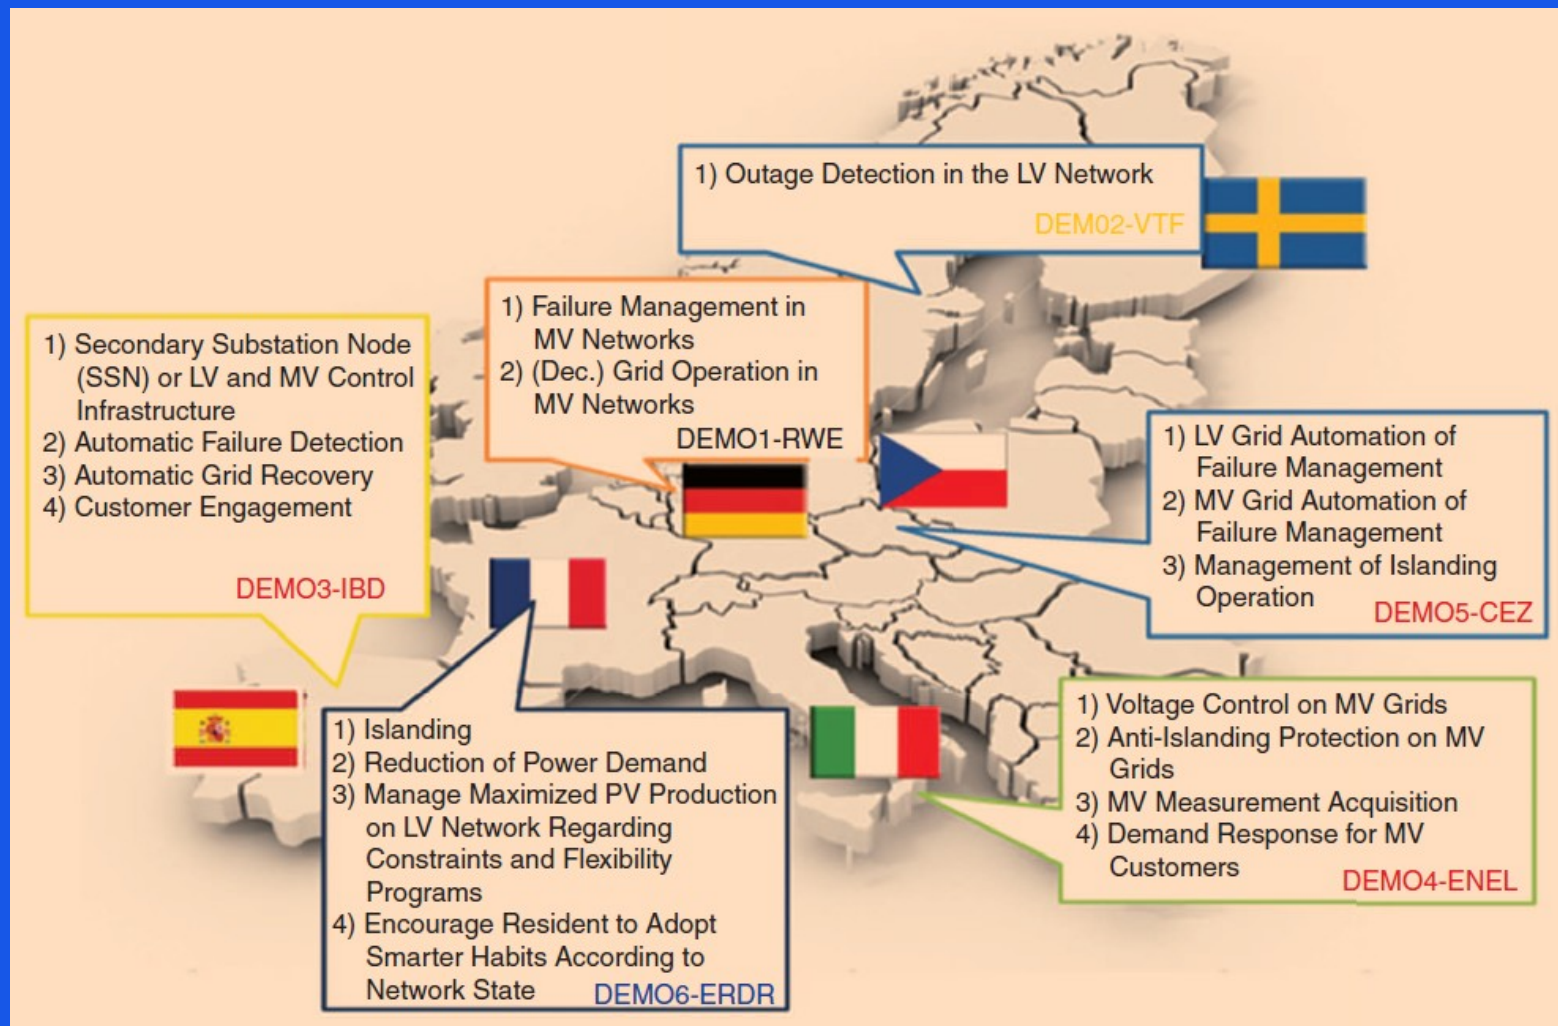 1) Outage Detection in the LV Network
DEM02-VTF
1) Failure Management in
MV Networks
2) (Dec.) Grid Operation in
MV Networks
DEMO1-RWE
1) Secondary Substation Node
(SSN) or LV and MV Control
Infrastructure
2) Automatic Failure Detection
3) Automatic Grid Recovery
4) Customer Engagement
DEMO3-IBD
1) LV Grid Automation of
Failure Management
2) MV Grid Automation of
Failure Management
3) Management of Islanding
Operation
DEMO5-CEZ
1) Islanding
2) Reduction of Power Demand
3) Manage Maximized PV Production
on LV Network Regarding
Constraints and Flexibility
Programs
4) Encourage Resident to Adopt
Smarter Habits According to
Network State
DEMO6-ERDR
1) Voltage Control on MV Grids
2) Anti-Islanding Protection on MV
Grids
3) MV Measurement Acquisition
4) Demand Response for MV
Customers
DEMO4-ENEL